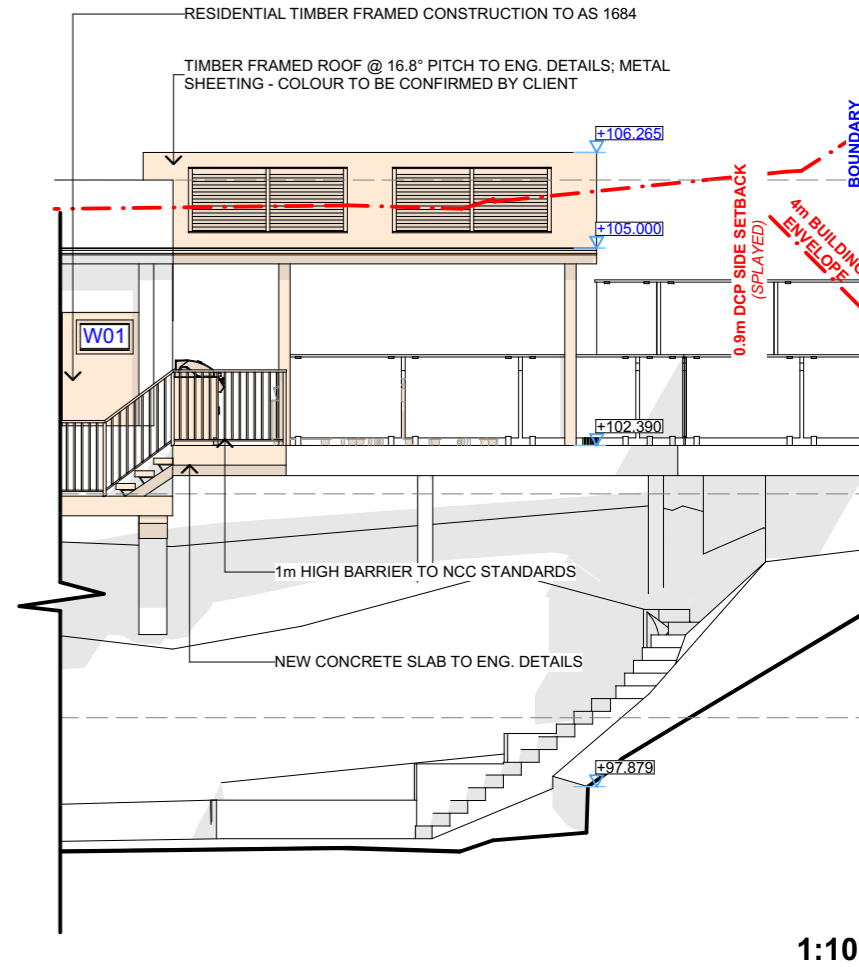 RESIDENTIAL TIMBER FRAMED CONSTRUCTION TO AS 1684
TIMBER FRAMED ROOF @ 16.8° PITCH TO ENG. DETAILS; METAL
SHEETING - COLOUR TO BE CONFIRMED BY CLIENT
+106.265
BOUNDARY
0.9m DCP SIDE SETBACK
(SPLAYED)
4m BUILDING
ENVELOPE
+105.000
W01
+102.390
1m HIGH BARRIER TO NCC STANDARDS
NEW CONCRETE SLAB TO ENG. DETAILS
+97.879
1:10